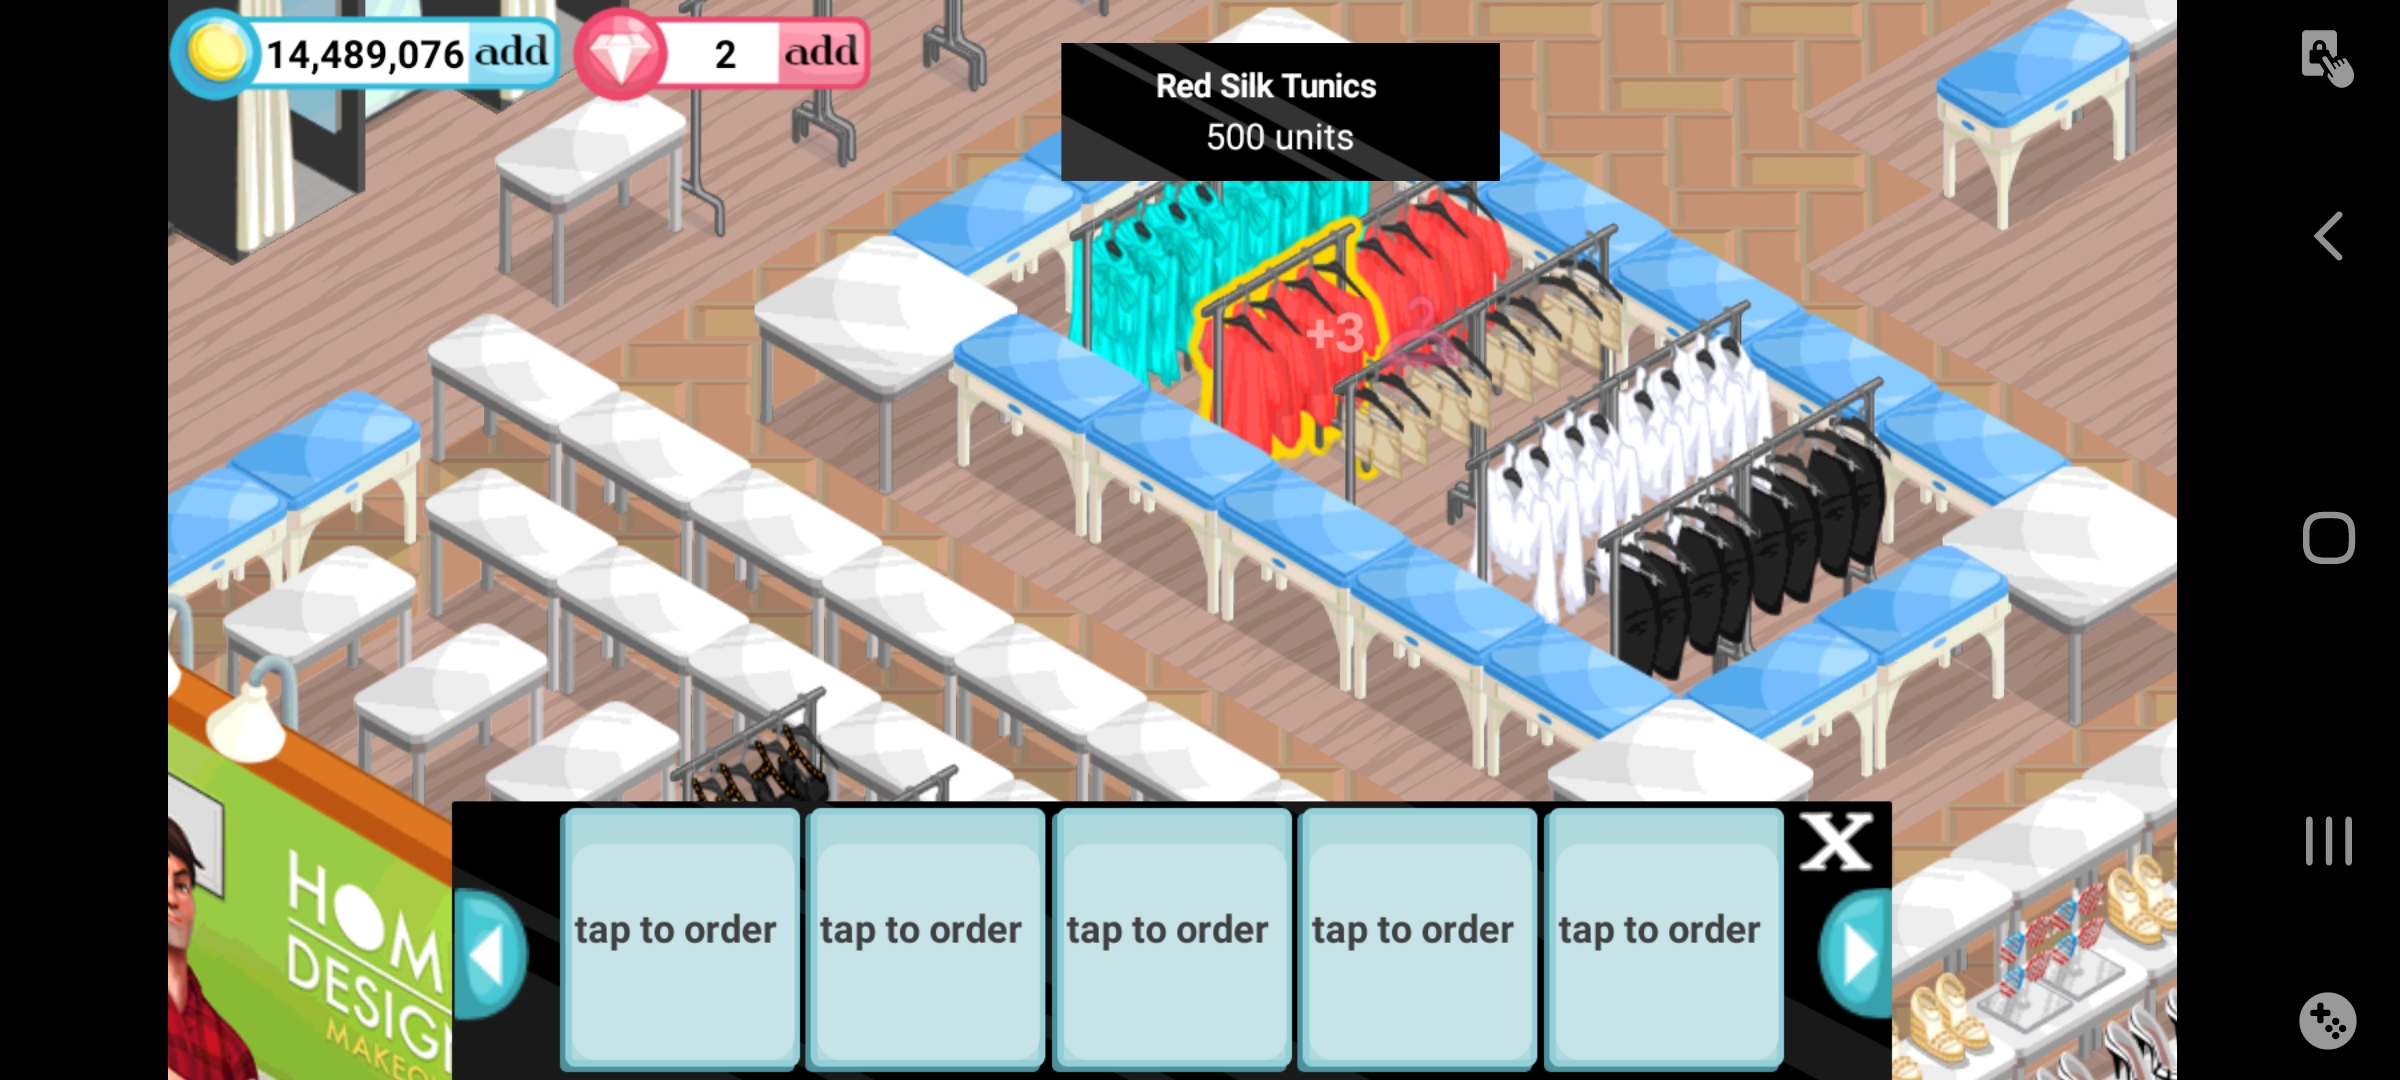 14,489,076 add
2 add
Red Silk Tunics
500 units
+3
tap to order
tap to order
tap to order
tap to order
tap to order
X
HOM
DESIG
MAKEO